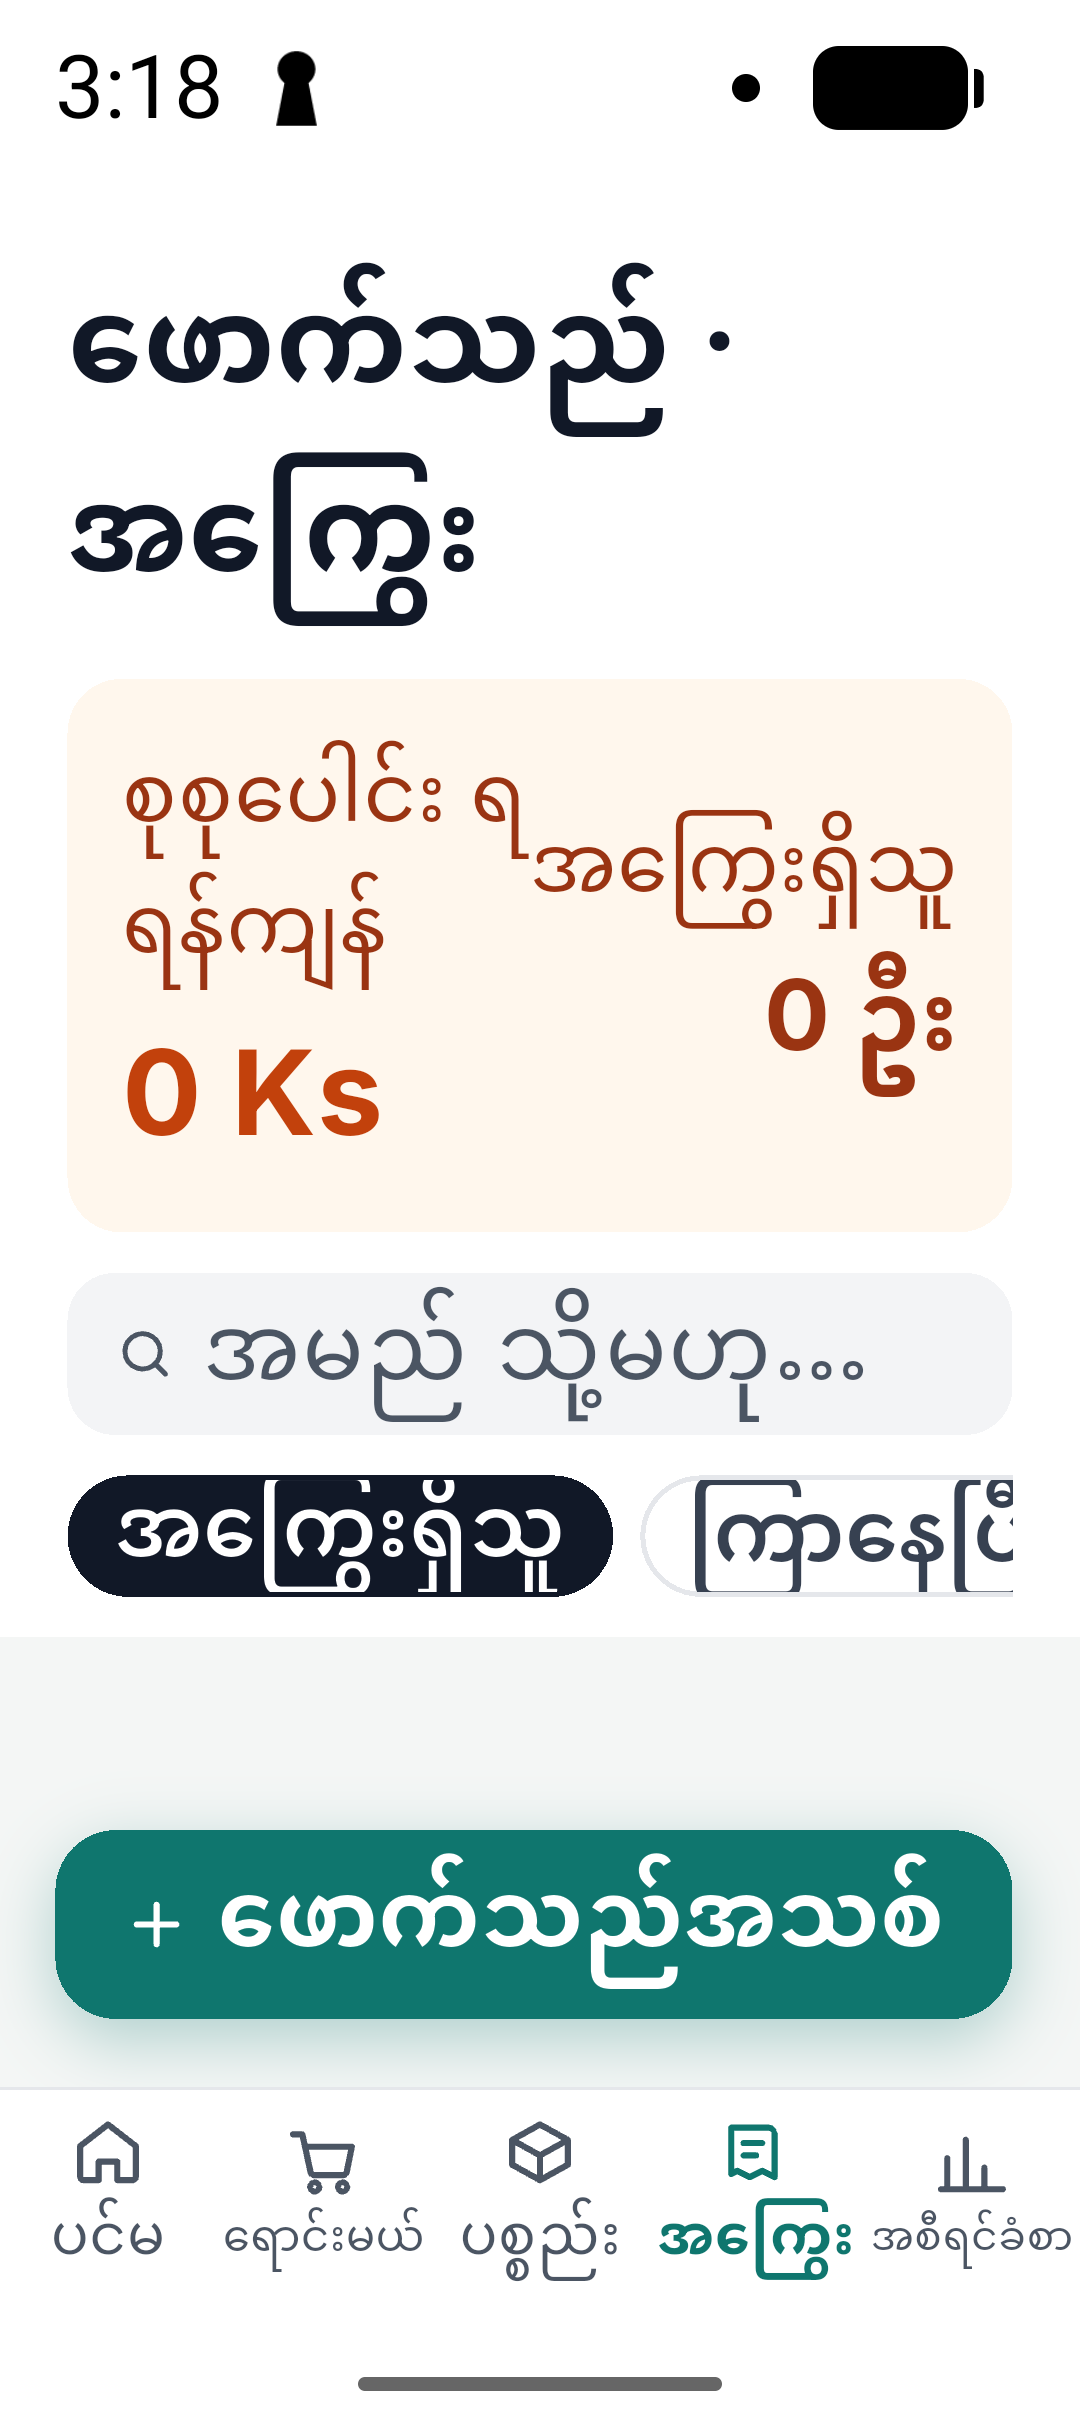 3:18
ဖောက်သည် ·
အကြွေး
စုစုပေါင်း ရ
ရန်ကျန်
0 Ks
အကြွေးရှိသူ
0 ဦး
အမည် သို့မဟု...
အကြွေးရှိသူ
ကြာနေပြီ
+ ဖောက်သည်အသစ်
ပင်မ
ရောင်းမယ်
ပစ္စည်း
အကြွေး
အစီရင်ခံစာ